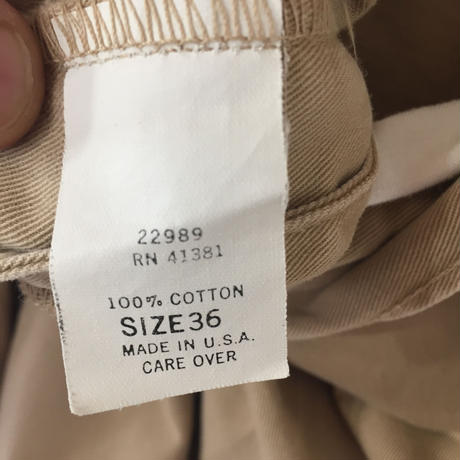 22989
RN 41381
100% COTTON
SIZE36
MADE IN U.S.A.
CARE OVER